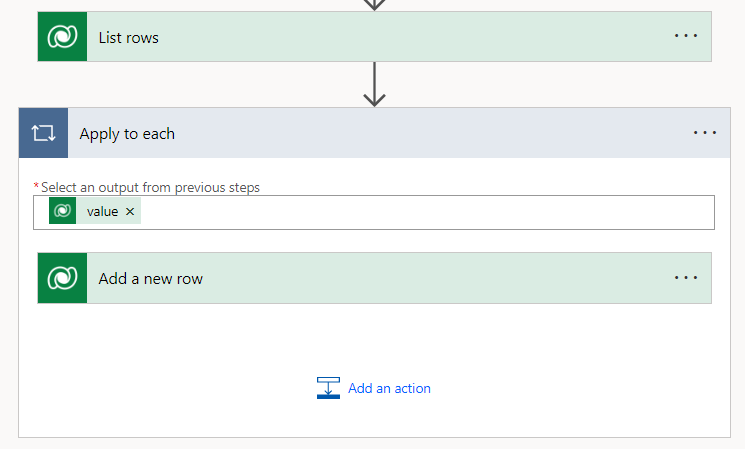 List rows
...
Apply to each
...
*Select an output from previous steps
value ×
Add a new row
...
Add an action